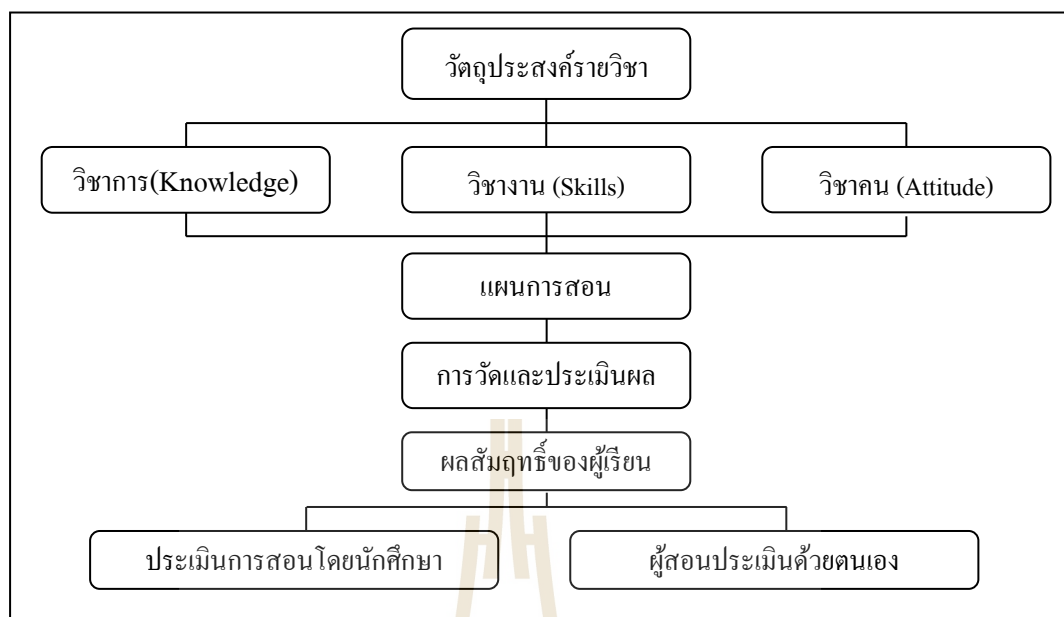 วัตถุประสงค์รายวิชา
วิชาการ(Knowledge)
วิชางาน (Skills)
วิชาคน (Attitude)
แผนการสอน
การวัดและประเมินผล
ผลสัมฤทธิ์ของผู้เรียน
ประเมินการสอนโดยนักศึกษา
ผู้สอนประเมินด้วยตนเอง